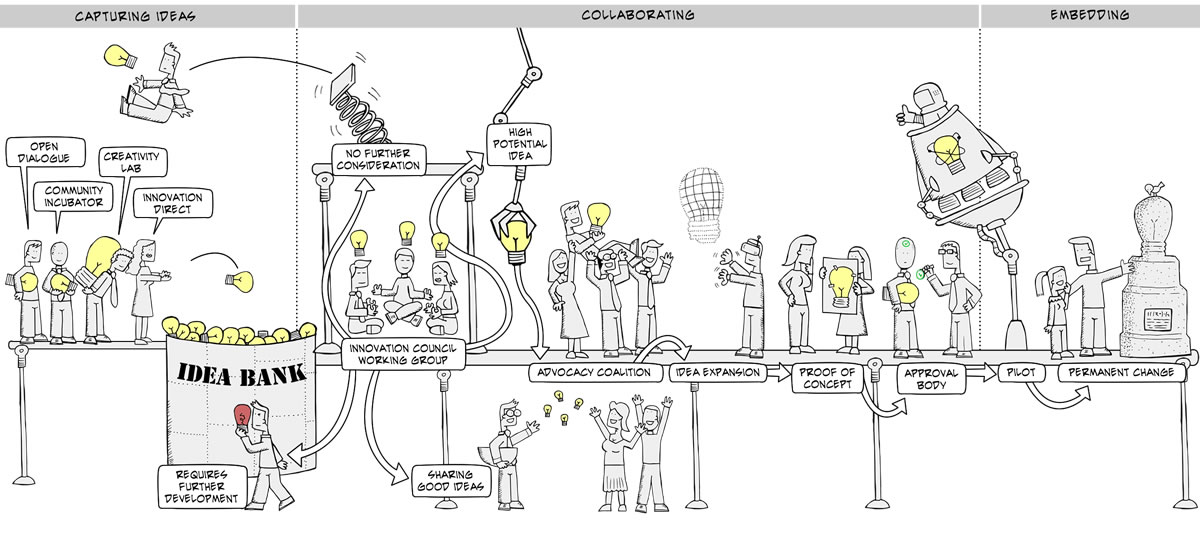 CAPTURING IDEAS
COLLABORATING
EMBEDDING
OPEN
DIALOGUE
COMMUNITY
INCUBATOR
CREATIVITY
LAB
INNOVATION
DIRECT
IDEA BANK
REQUIRES
FURTHER
DEVELOPMENT
NO FURTHER
CONSIDERATION
HIGH
POTENTIAL
IDEA
INNOVATION COUNCIL
WORKING GROUP
SHARING
GOOD IDEAS
ADVOCACY COALITION
IDEA EXPANSION
PROOF OF
CONCEPT
APPROVAL
BODY
PILOT
PERMANENT CHANGE